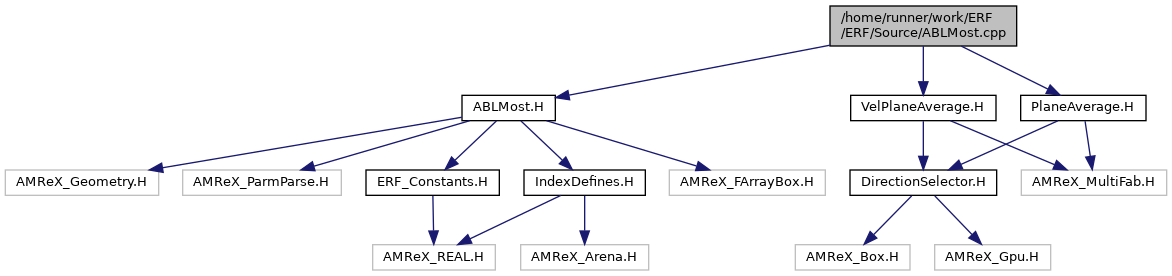 /home/runner/work/ERF
/ERF/Source/ABLMost.cpp
ABLMost.H
VelPlaneAverage.H
PlaneAverage.H
AMReX_Geometry.H
AMReX_ParmParse.H
ERF_Constants.H
IndexDefines.H
AMReX_FArrayBox.H
DirectionSelector.H
AMReX_MultiFab.H
AMReX_REAL.H
AMReX_Arena.H
AMReX_Box.H
AMReX_Gpu.H